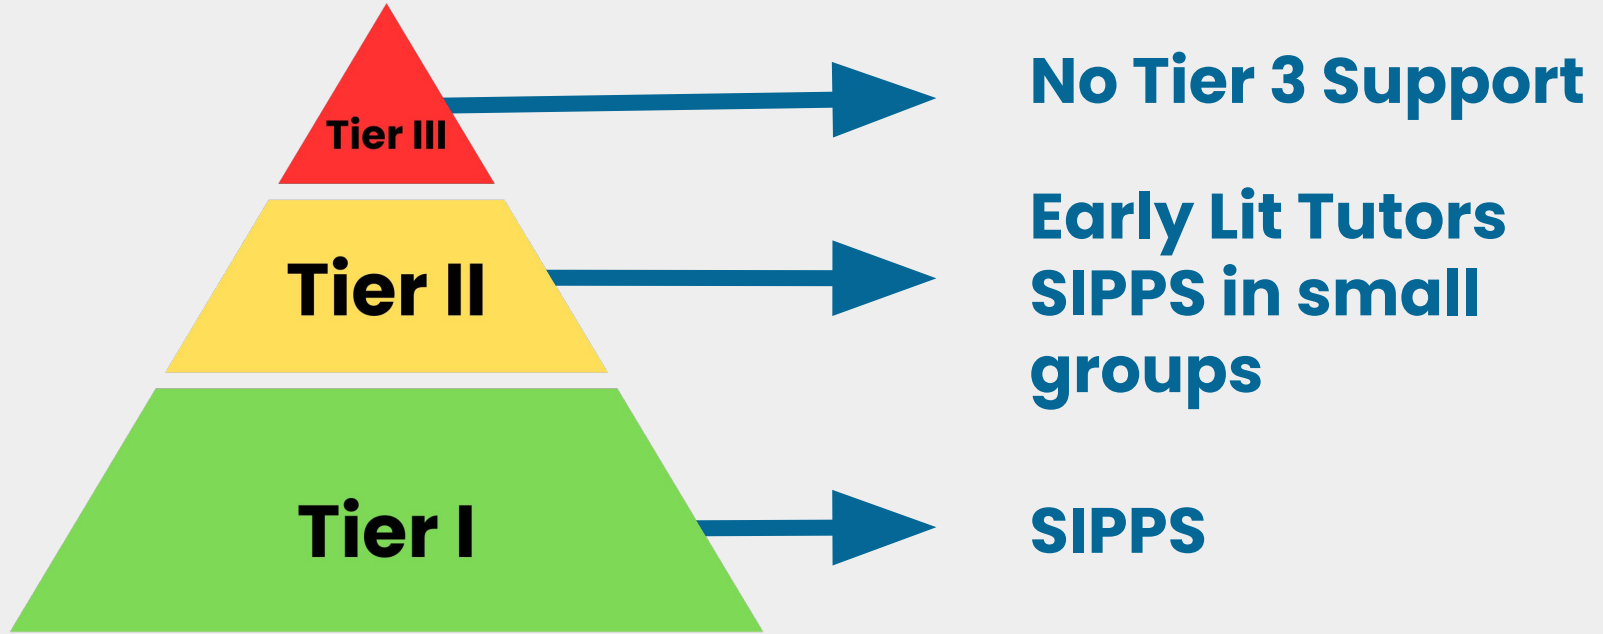 Tier III
No Tier 3 Support
Tier II
Early Lit Tutors
SIPPS in small
groups
Tier I
SIPPS